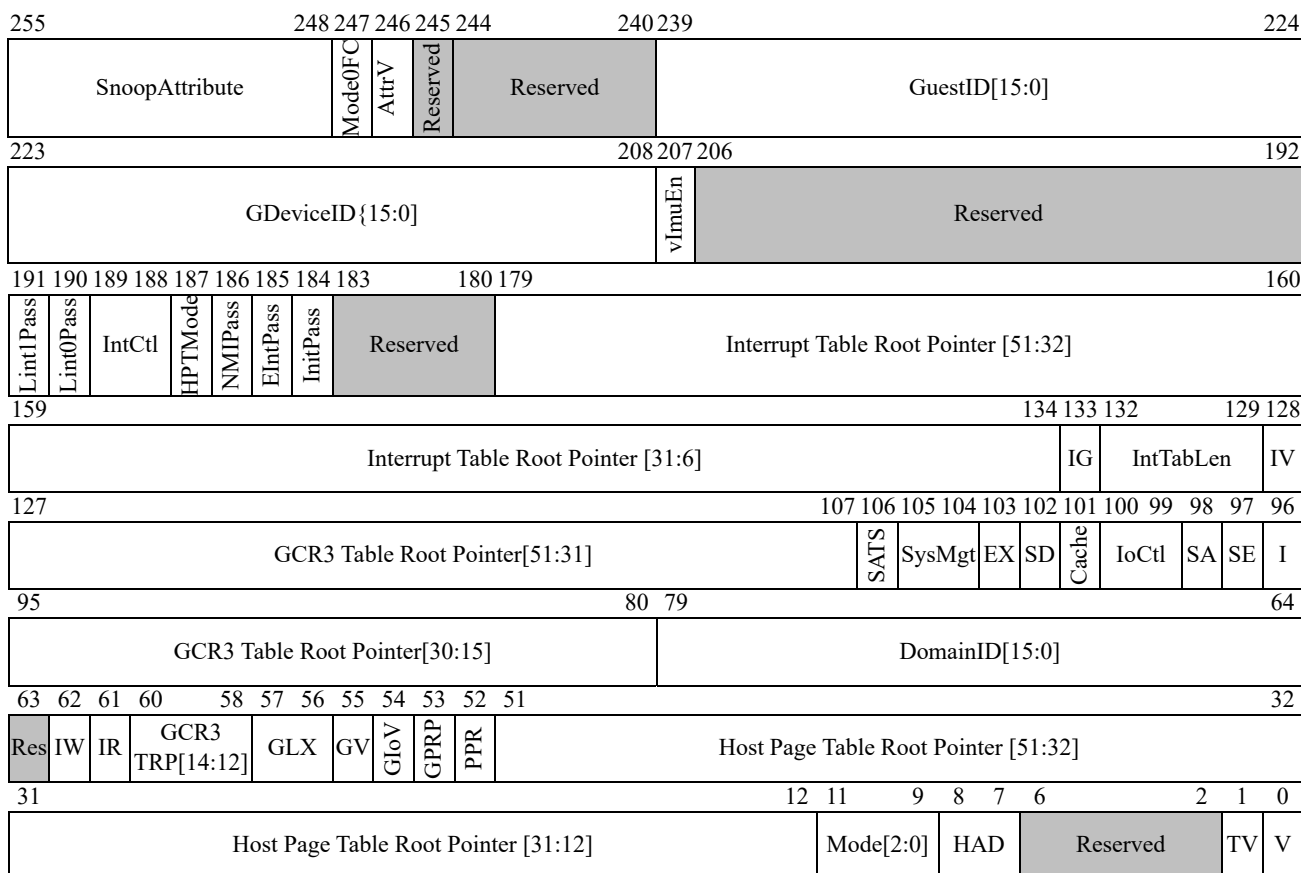 255 248 247 246 245 244 240 239 224
SnoopAttribute Mode0FC AttrV Reserved Reserved GuestID[15:0]
223 208 207 206 192
GDeviceID{15:0] vImuEn Reserved
191 190 189 188 187 186 185 184 183 180 179 160
Lint1Pass Lint0Pass IntCtl HPTMode NMIPass EIntPass InitPass Reserved Interrupt Table Root Pointer [51:32]
159 134 133 132 129 128
Interrupt Table Root Pointer [31:6] IG IntTabLen IV
127 107 106 105 104 103 102 101 100 99 98 97 96
GCR3 Table Root Pointer[51:31] SATS SysMgt EX SD Cache IoCtl SA SE I
95 80 79 64
GCR3 Table Root Pointer[30:15] DomainID[15:0]
63 62 61 60 58 57 56 55 54 53 52 51 32
Res IW IR GCR3 TRP[14:12] GLX GV GIoV GPRP PPR Host Page Table Root Pointer [51:32]
31 12 11 9 8 7 6 2 1 0
Host Page Table Root Pointer [31:12] Mode[2:0] HAD Reserved TV V